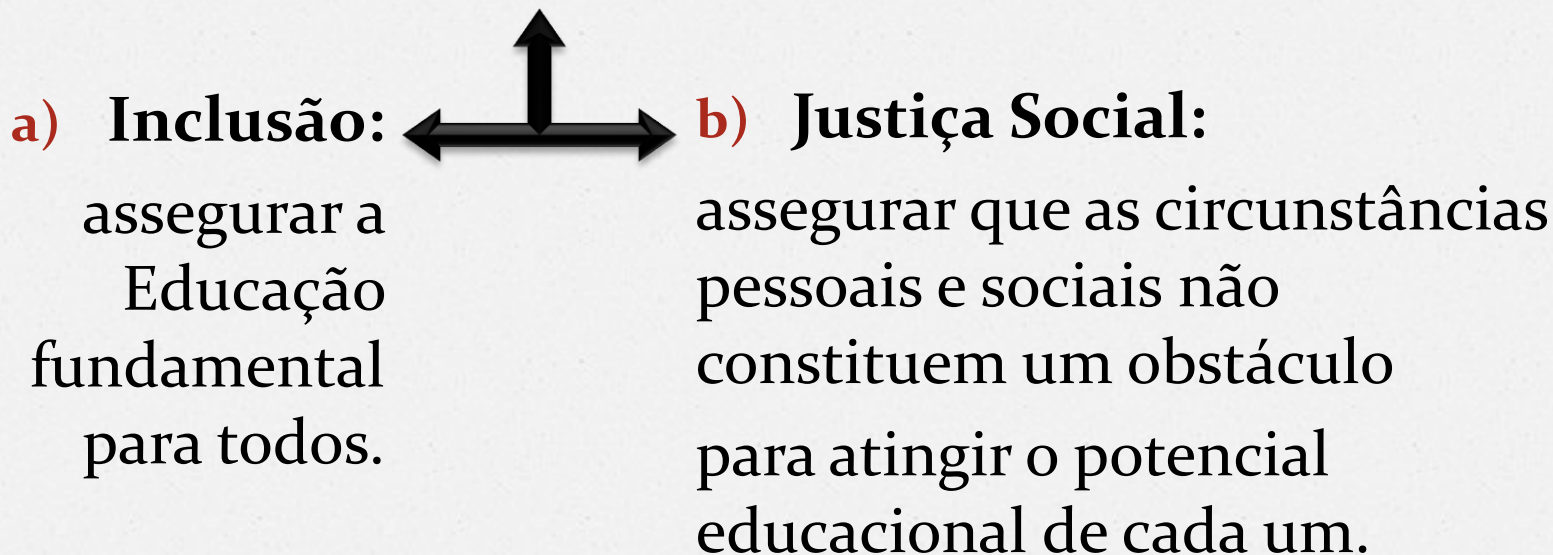 a) Inclusão:
assegurar a
Educação
fundamental
para todos.
b) Justiça Social:
assegurar que as circunstâncias
pessoais e sociais não
constituem um obstáculo
para atingir o potencial
educacional de cada um.